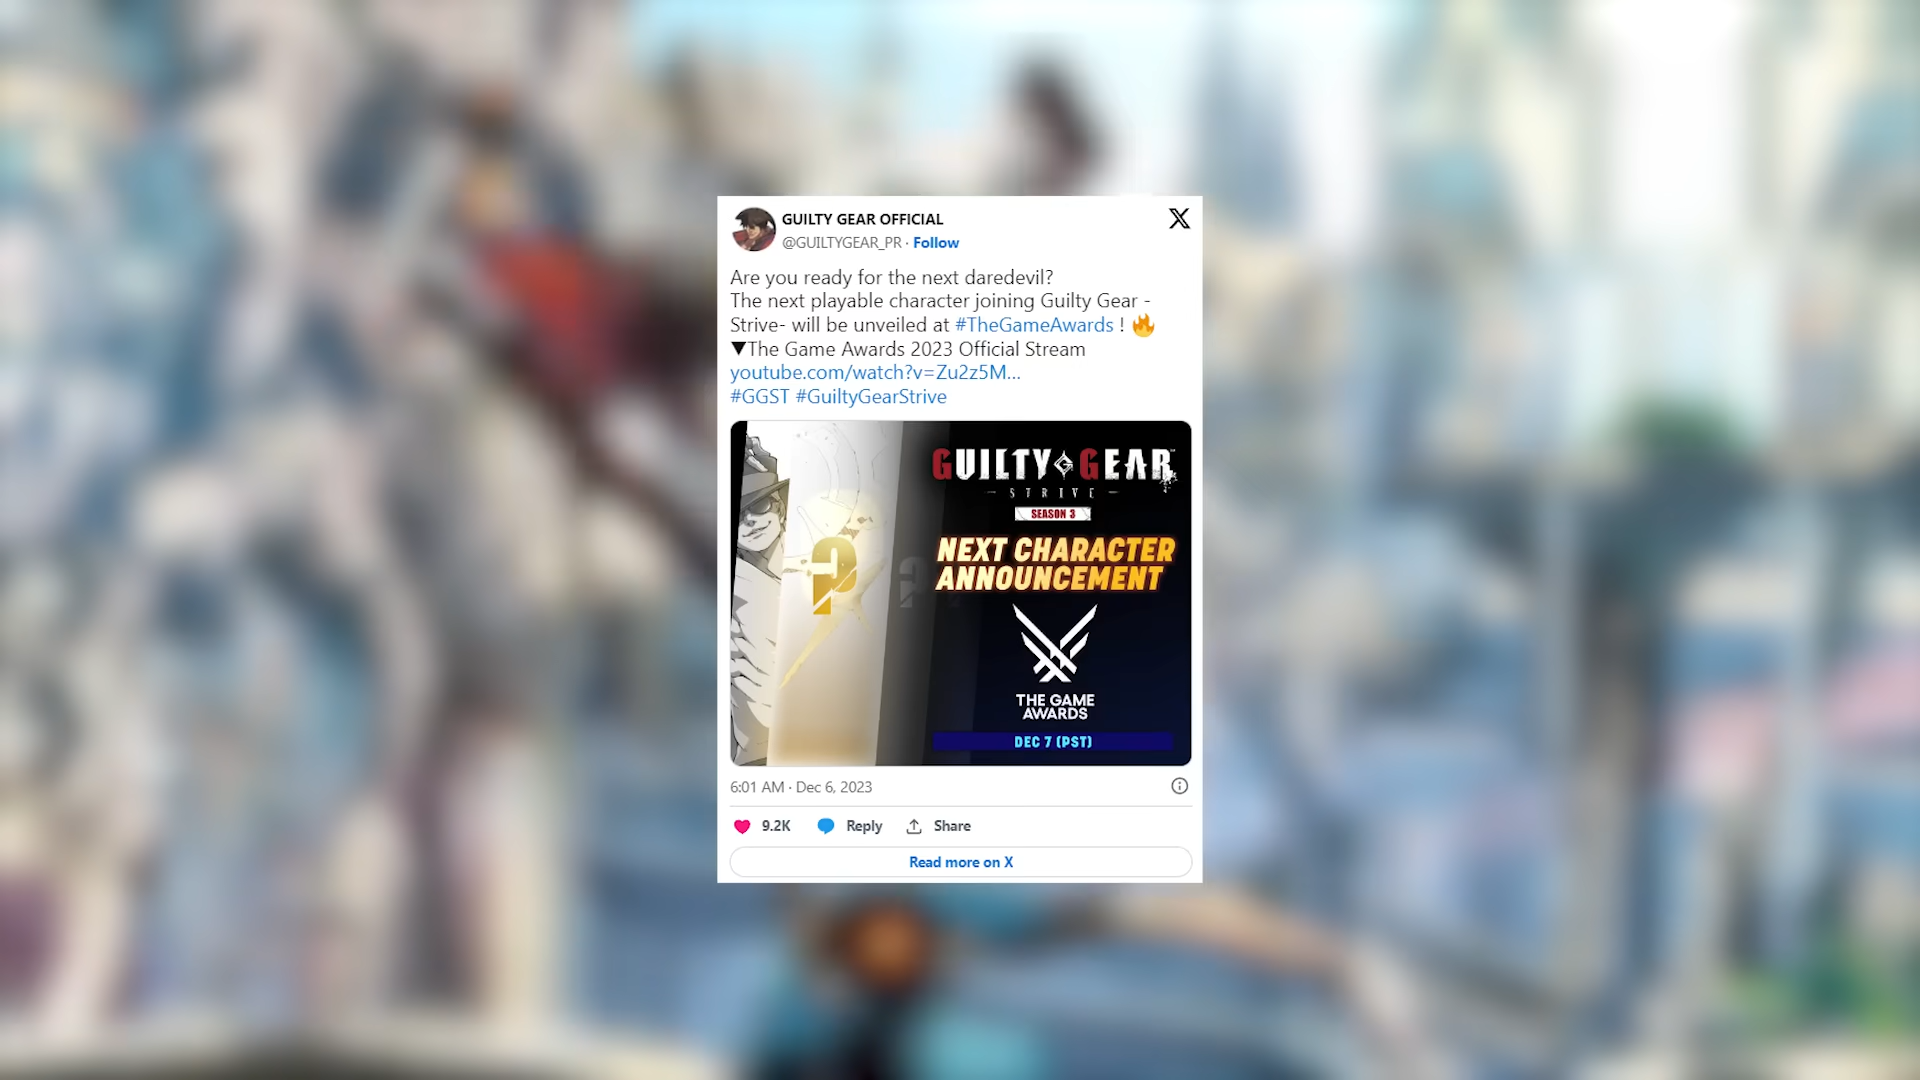 GUILTY GEAR OFFICIAL
@GUILTYGEAR_PR · Follow
Are you ready for the next daredevil?
The next playable character joining Guilty Gear -
Strive- will be unveiled at #TheGameAwards ! 🔥
▼The Game Awards 2023 Official Stream
youtube.com/watch?v=Zu2z5M...
#GGST #GuiltyGearStrive
GUILTY GEAR
STRIVE
SEASON 3
?
?
NEXT CHARACTER
ANNOUNCEMENT
THE GAME
AWARDS
DEC 7 (PST)
6:01 AM · Dec 6, 2023
9.2K Reply Share
Read more on X